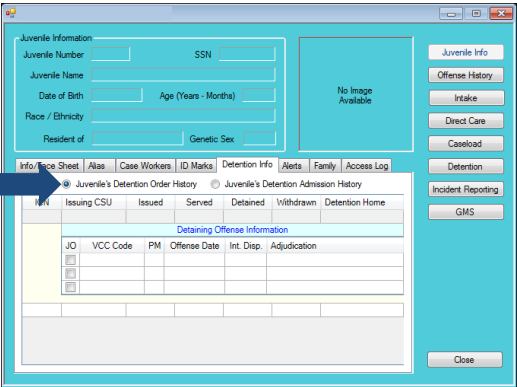 Juvenile Information
Juvenile Number SSN
Juvenile Name
Date of Birth Age (Years - Months)
Race / Ethnicity
Resident of Genetic Sex
No Image
Available
Juvenile Info
Offense History
Intake
Direct Care
Caseload
Detention
Incident Reporting
GMS
Info/Face Sheet Alias Case Workers ID Marks Detention Info Alerts Family Access Log
Juvenile's Detention Order History Juvenile's Detention Admission History
Issuing CSU Issued Served Detained Withdrawn Detention Home
Detaining Offense Information
JO VCC Code PM Offense Date Int. Disp. Adjudication
Close